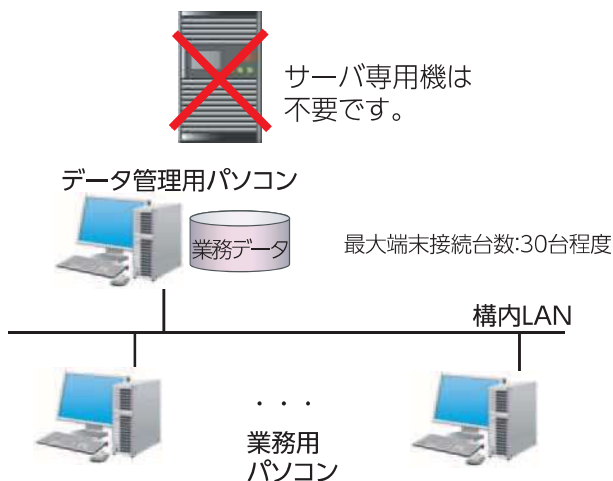 サーバ専用機は
不要です。
データ管理用パソコン
業務データ
最大端末接続台数:30台程度
構内LAN
・・・
業務用
パソコン